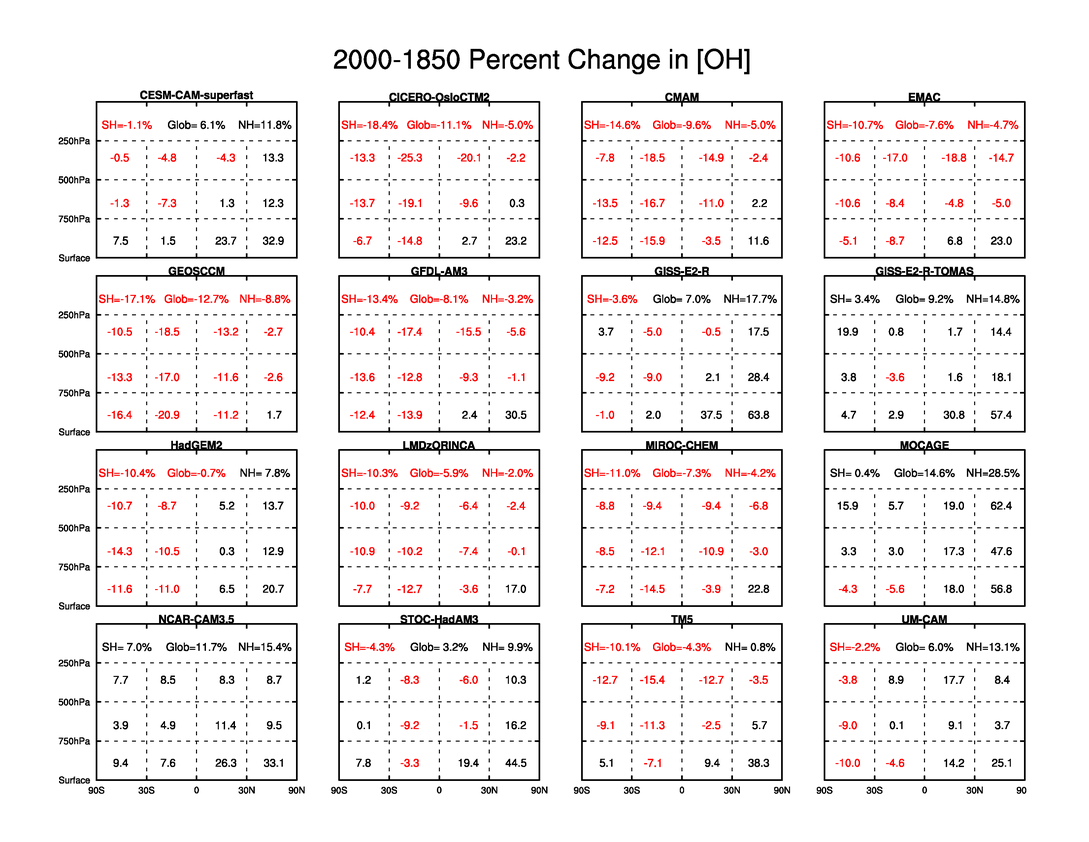 2000-1850 Percent Change in [OH]
CESM-CAM-superfast CICERO-OsloCTM2 CMAM EMAC
SH=-1.1% Glob= 6.1% NH=11.8% SH=-18.4% Glob=-11.1% NH=-5.0% SH=-14.6% Glob=-9.6% NH=-5.0% SH=-10.7% Glob=-7.6% NH=-4.7%
250hPa
-0.5 -4.8 -4.3 13.3 -13.3 -25.3 -20.1 -2.2 -7.8 -18.5 -14.9 -2.4 -10.6 -17.0 -18.8 -14.7
500hPa
-1.3 -7.3 1.3 12.3 -13.7 -19.1 -9.6 0.3 -13.5 -16.7 -11.0 2.2 -10.6 -8.4 -4.8 -5.0
750hPa
7.5 1.5 23.7 32.9 -6.7 -14.8 2.7 23.2 -12.5 -15.9 -3.5 11.6 -5.1 -8.7 6.8 23.0
Surface
GEOSCCM GFDL-AM3 GISS-E2-R GISS-E2-R-TOMAS
SH=-17.1% Glob=-12.7% NH=-8.8% SH=-13.4% Glob=-8.1% NH=-3.2% SH=-3.6% Glob= 7.0% NH=17.7% SH= 3.4% Glob= 9.2% NH=14.8%
250hPa
-10.5 -18.5 -13.2 -2.7 -10.4 -17.4 -15.5 -5.6 3.7 -5.0 -0.5 17.5 19.9 0.8 1.7 14.4
500hPa
-13.3 -17.0 -11.6 -2.6 -13.6 -12.8 -9.3 -1.1 -9.2 -9.0 2.1 28.4 3.8 -3.6 1.6 18.1
750hPa
-16.4 -20.9 -11.2 1.7 -12.4 -13.9 2.4 30.5 -1.0 2.0 37.5 63.8 4.7 2.9 30.8 57.4
Surface
HadGEM2 LMDzORINCA MIROC-CHEM MOCAGE
SH=-10.4% Glob=-0.7% NH= 7.8% SH=-10.3% Glob=-5.9% NH=-2.0% SH=-11.0% Glob=-7.3% NH=-4.2% SH= 0.4% Glob=14.6% NH=28.5%
250hPa
-10.7 -8.7 5.2 13.7 -10.0 -9.2 -6.4 -2.4 -8.8 -9.4 -9.4 -6.8 15.9 5.7 19.0 62.4
500hPa
-14.3 -10.5 0.3 12.9 -10.9 -10.2 -7.4 -0.1 -8.5 -12.1 -10.9 -3.0 3.3 3.0 17.3 47.6
750hPa
-11.6 -11.0 6.5 20.7 -7.7 -12.7 -3.6 17.0 -7.2 -14.5 -3.9 22.8 -4.3 -5.6 18.0 56.8
Surface
NCAR-CAM3.5 STOC-HadAM3 TM5 UM-CAM
SH= 7.0% Glob=11.7% NH=15.4% SH=-4.3% Glob= 3.2% NH= 9.9% SH=-10.1% Glob=-4.3% NH= 0.8% SH=-2.2% Glob= 6.0% NH=13.1%
250hPa
7.7 8.5 8.3 8.7 1.2 -8.3 -6.0 10.3 -12.7 -15.4 -12.7 -3.5 -3.8 8.9 17.7 8.4
500hPa
3.9 4.9 11.4 9.5 0.1 -9.2 -1.5 16.2 -9.1 -11.3 -2.5 5.7 -9.0 0.1 9.1 3.7
750hPa
9.4 7.6 26.3 33.1 7.8 -3.3 19.4 44.5 5.1 -7.1 9.4 38.3 -10.0 -4.6 14.2 25.1
Surface
90S 30S 0 30N 90N 90S 30S 0 30N 90N 90S 30S 0 30N 90N 90S 30S 0 30N 90